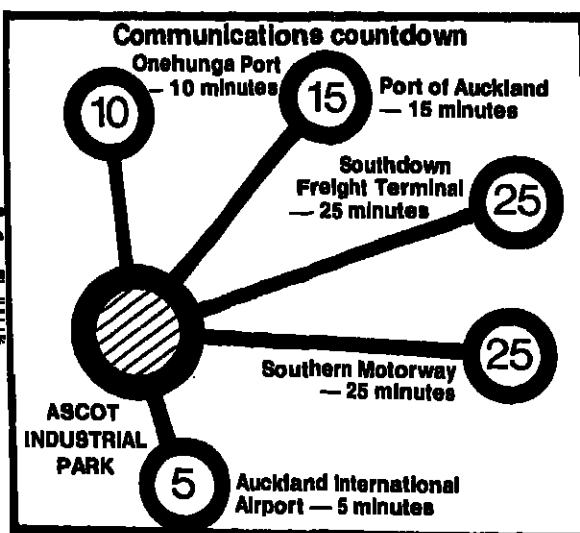 Communications countdown
Onehunga Port
— 10 minutes
10
15
Port of Auckland
— 15 minutes
Southdown
Freight Terminal
— 25 minutes
25
25
Southern Motorway
— 25 minutes
ASCOT
INDUSTRIAL
PARK
5
Auckland International
Airport — 5 minutes